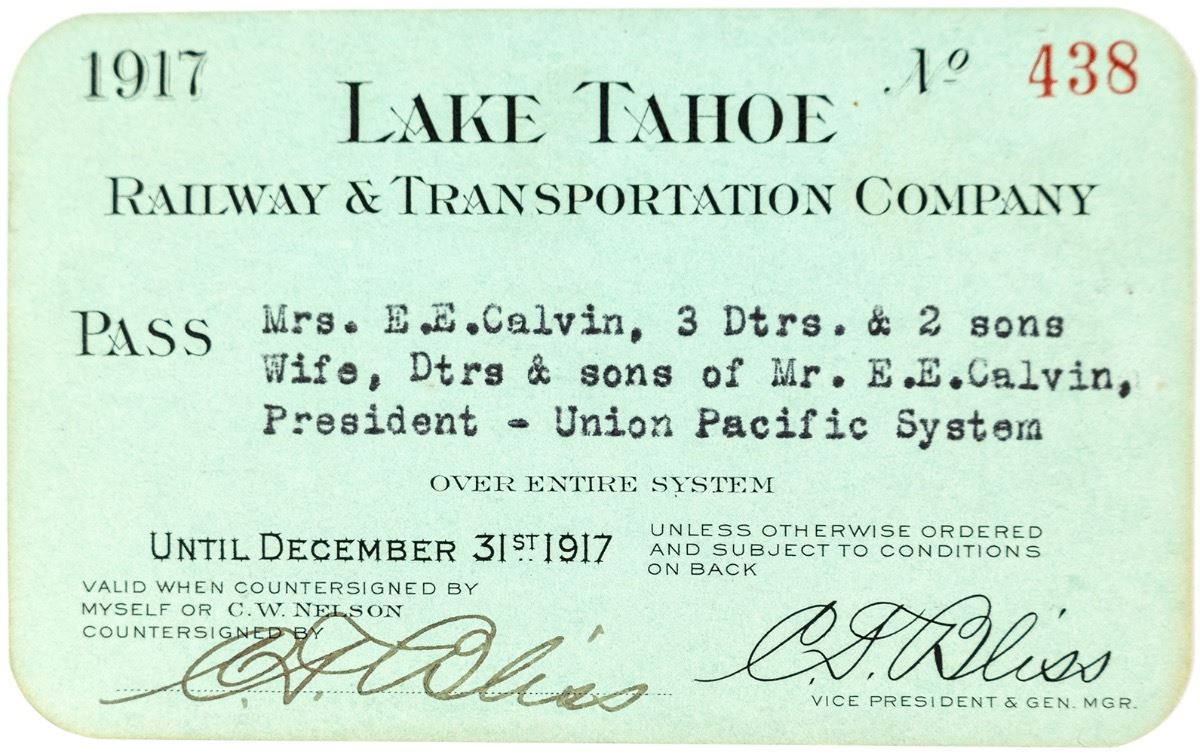 1917
Nº 438
LAKE TAHOE
RAILWAY & TRANSPORTATION COMPANY
PASS
Mrs. E.E.Calvin, 3 Dtrs. & 2 sons
Wife, Dtrs & sons of Mr. E.E.Calvin,
President - Union Pacific System
OVER ENTIRE SYSTEM
UNTIL DECEMBER 31ST 1917
UNLESS OTHERWISE ORDERED
AND SUBJECT TO CONDITIONS
ON BACK
VALID WHEN COUNTERSIGNED BY
MYSELF OR C.W. NELSON
COUNTERSIGNED BY
C.T. Bliss
C.T. Bliss
VICE PRESIDENT & GEN. MGR.